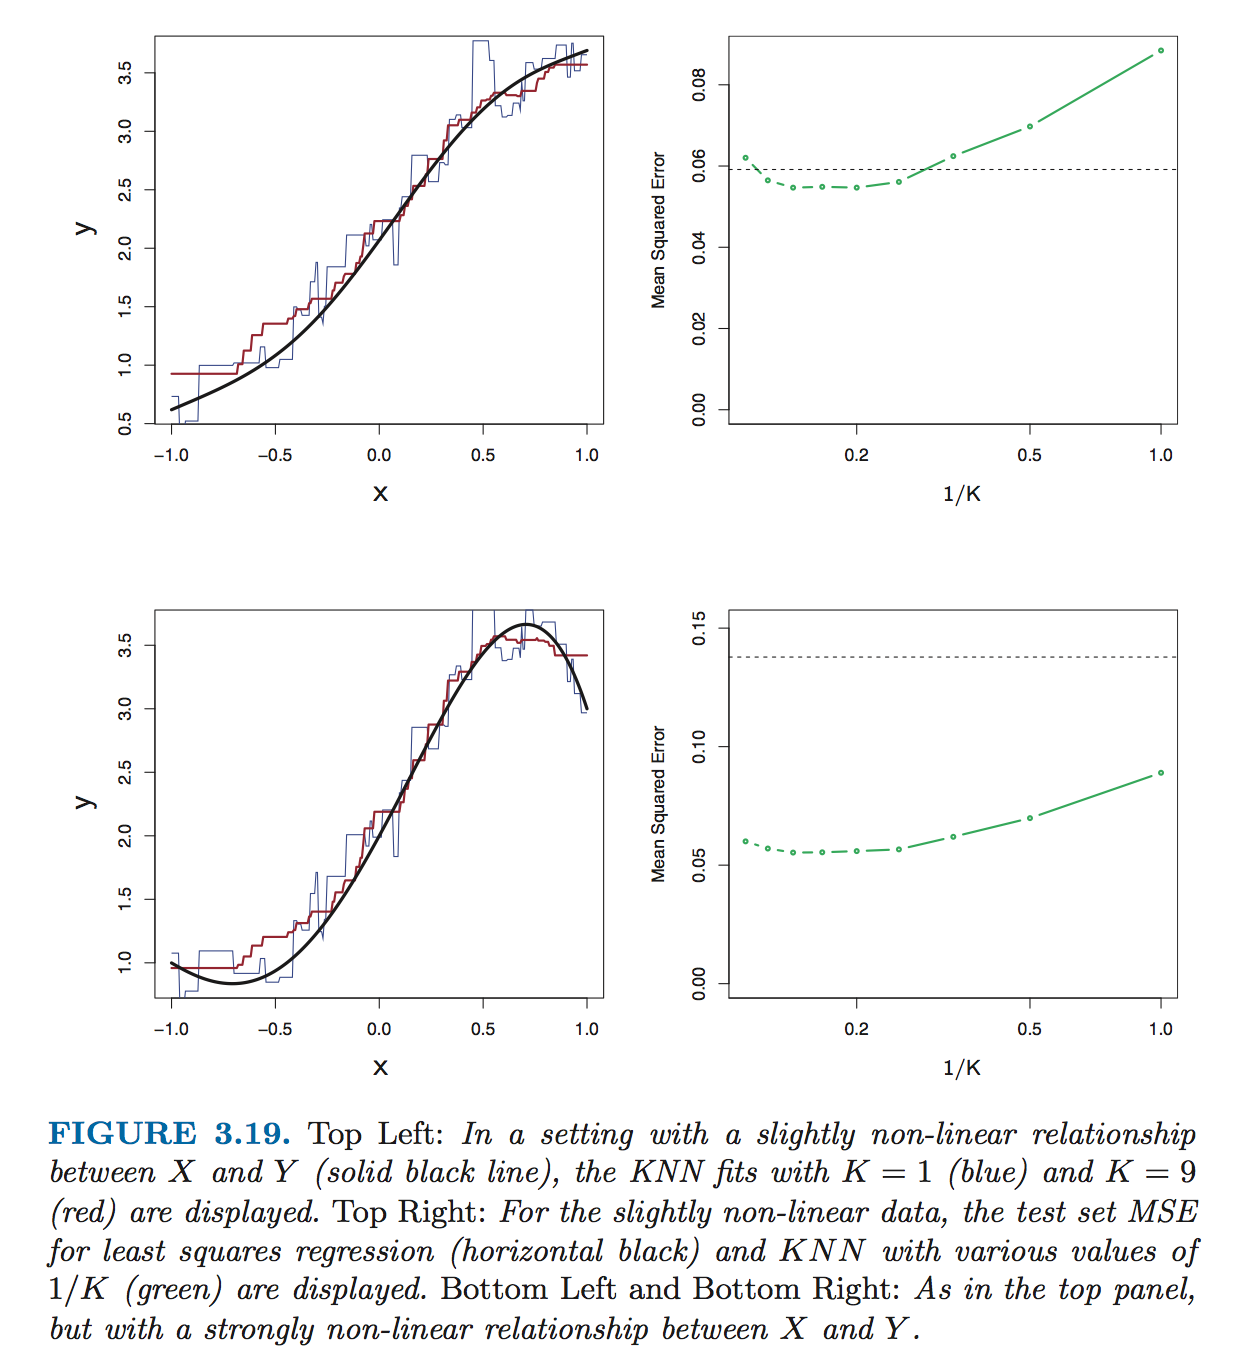 3.5
3.0
2.5
2.0
1.5
1.0
0.5
y
−1.0 −0.5 0.0 0.5 1.0
x
0.08
0.06
0.04
0.02
0.00
Mean Squared Error
0.2 0.5 1.0
1/K
3.5
3.0
2.5
2.0
1.5
1.0
y
−1.0 −0.5 0.0 0.5 1.0
x
0.15
0.10
0.05
0.00
Mean Squared Error
0.2 0.5 1.0
1/K
FIGURE 3.19. Top Left: In a setting with a slightly non-linear relationship
between X and Y (solid black line), the KNN fits with K = 1 (blue) and K = 9
(red) are displayed. Top Right: For the slightly non-linear data, the test set MSE
for least squares regression (horizontal black) and KNN with various values of
1/K (green) are displayed. Bottom Left and Bottom Right: As in the top panel,
but with a strongly non-linear relationship between X and Y.